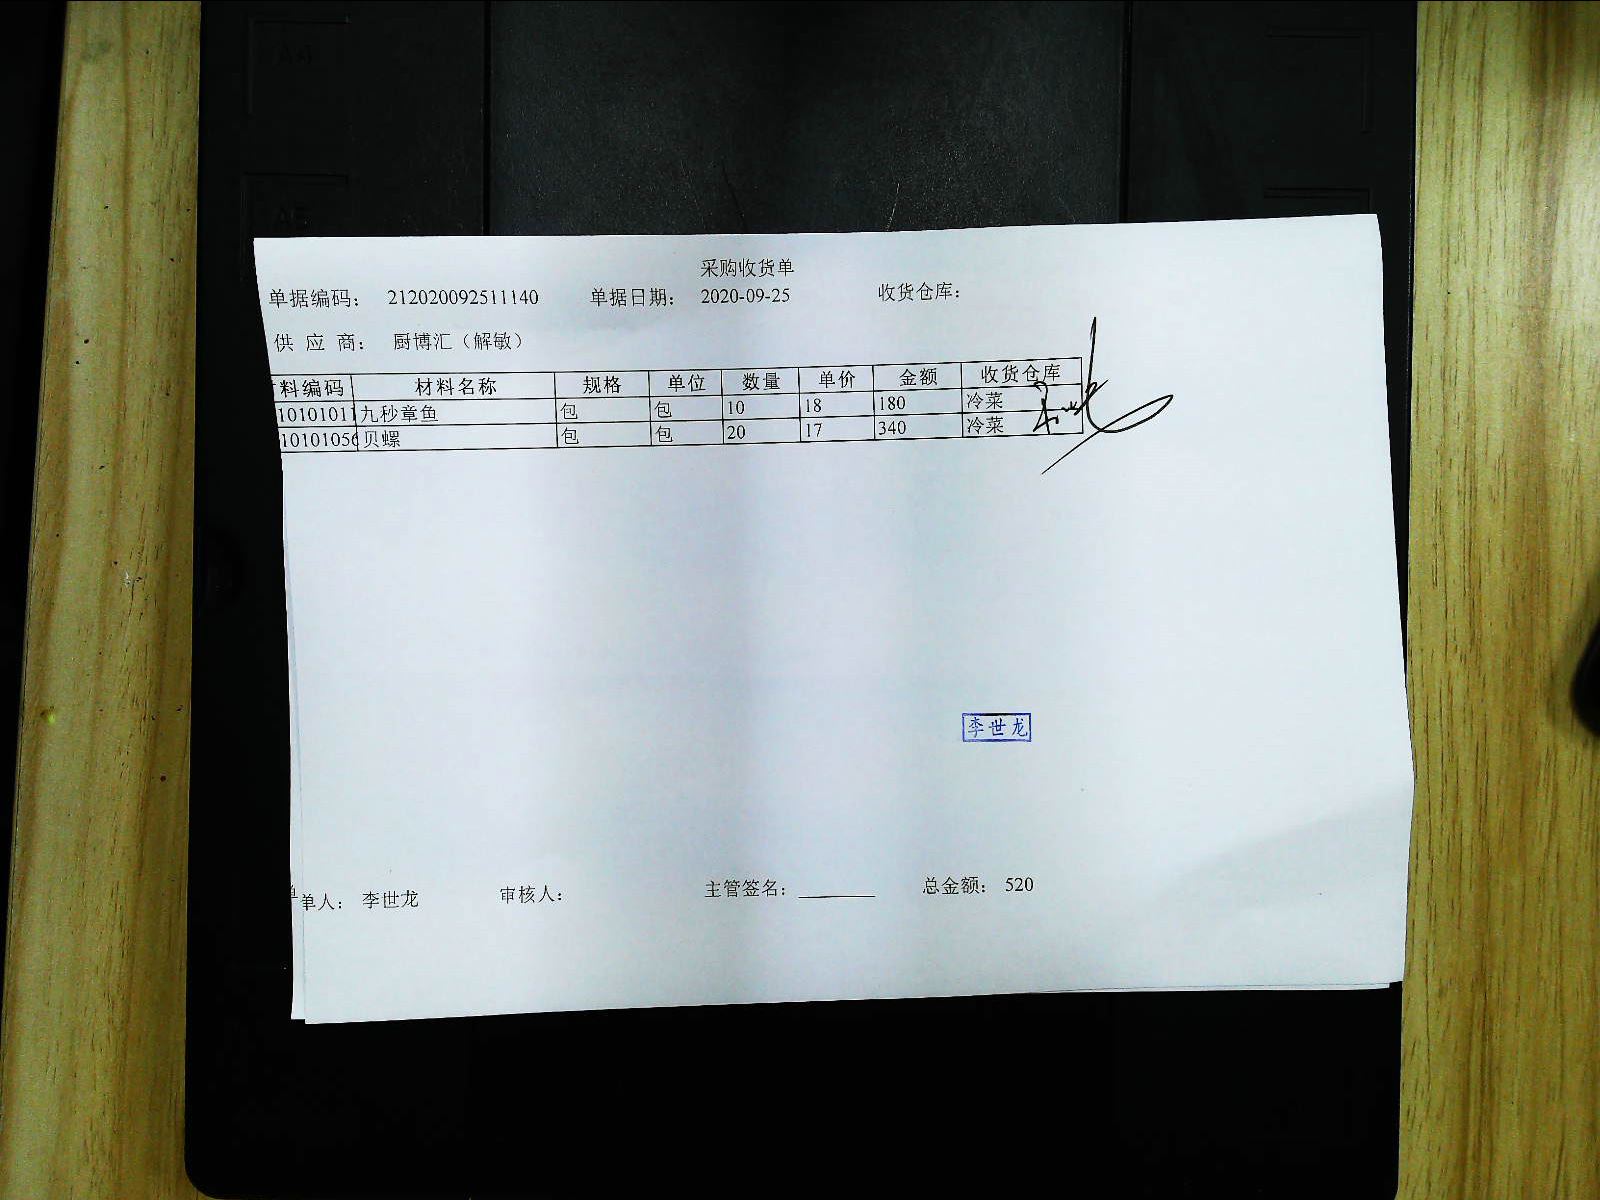 采购收货单
单据编码： 212020092511140 单据日期： 2020-09-25 收货仓库：
供 应 商： 厨博汇（解敏）
料编码 材料名称 规格 单位 数量 单价 金额 收货仓库
10101011 九秒章鱼 包 包 10 18 180 冷菜
10101056 贝螺 包 包 20 17 340 冷菜
李世龙
单人： 李世龙 审核人： 主管签名： 总金额： 520